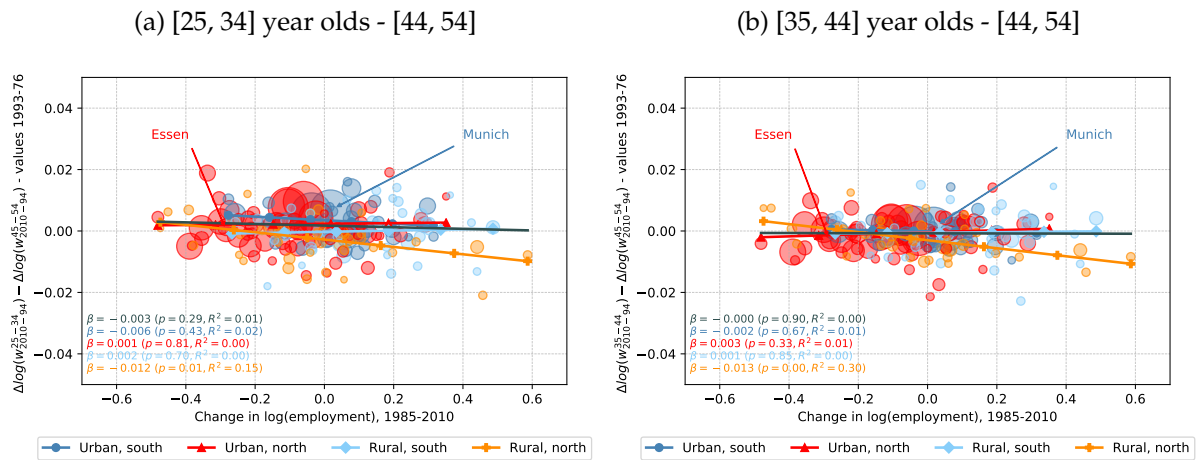 (a) [25, 34] year olds - [44, 54]
Δlog(w^{25−34}_{2010−94}) − Δlog(w^{45−54}_{2010−94}) - values 1993-76
0.04
0.02
0.00
−0.02
−0.04
Essen
Munich
β = −0.003 (p = 0.29, R² = 0.01)
β = −0.006 (p = 0.43, R² = 0.02)
β = 0.001 (p = 0.81, R² = 0.00)
β = 0.002 (p = 0.70, R² = 0.00)
β = −0.012 (p = 0.01, R² = 0.15)
−0.6 −0.4 −0.2 0.0 0.2 0.4 0.6
Change in log(employment), 1985-2010
Urban, south Urban, north Rural, south Rural, north
(b) [35, 44] year olds - [44, 54]
Δlog(w^{35−44}_{2010−94}) − Δlog(w^{45−54}_{2010−94}) - values 1993-76
0.04
0.02
0.00
−0.02
−0.04
Essen
Munich
β = −0.000 (p = 0.90, R² = 0.00)
β = −0.002 (p = 0.67, R² = 0.01)
β = 0.003 (p = 0.33, R² = 0.01)
β = 0.001 (p = 0.85, R² = 0.00)
β = −0.013 (p = 0.00, R² = 0.30)
−0.6 −0.4 −0.2 0.0 0.2 0.4 0.6
Change in log(employment), 1985-2010
Urban, south Urban, north Rural, south Rural, north